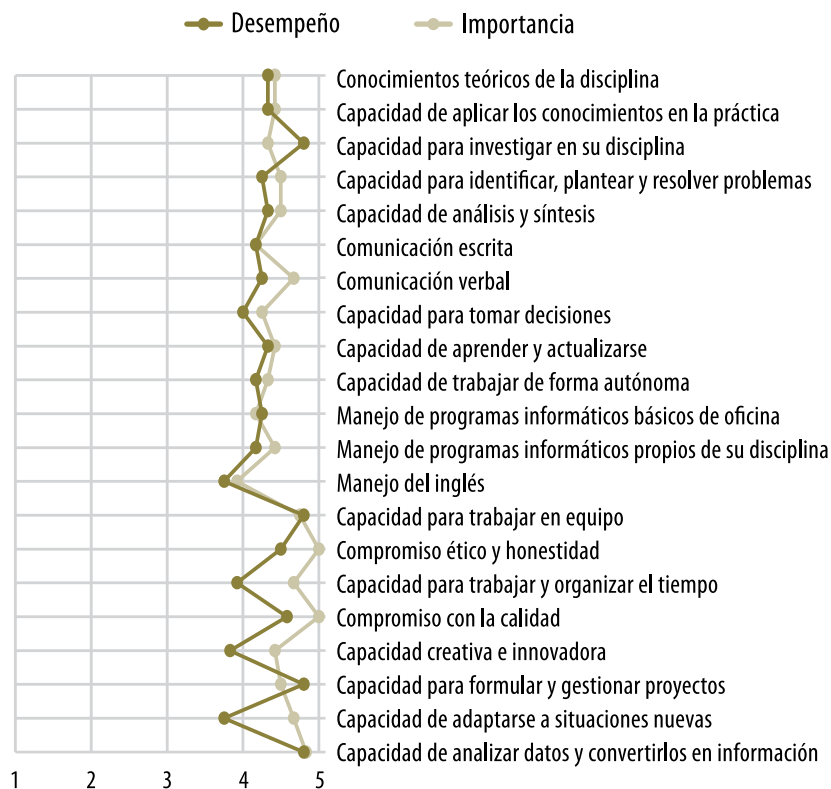 Desempeño Importancia
Conocimientos teóricos de la disciplina
Capacidad de aplicar los conocimientos en la práctica
Capacidad para investigar en su disciplina
Capacidad para identificar, plantear y resolver problemas
Capacidad de análisis y síntesis
Comunicación escrita
Comunicación verbal
Capacidad para tomar decisiones
Capacidad de aprender y actualizarse
Capacidad de trabajar de forma autónoma
Manejo de programas informáticos básicos de oficina
Manejo de programas informáticos propios de su disciplina
Manejo del inglés
Capacidad para trabajar en equipo
Compromiso ético y honestidad
Capacidad para trabajar y organizar el tiempo
Compromiso con la calidad
Capacidad creativa e innovadora
Capacidad para formular y gestionar proyectos
Capacidad de adaptarse a situaciones nuevas
Capacidad de analizar datos y convertirlos en información
1 2 3 4 5